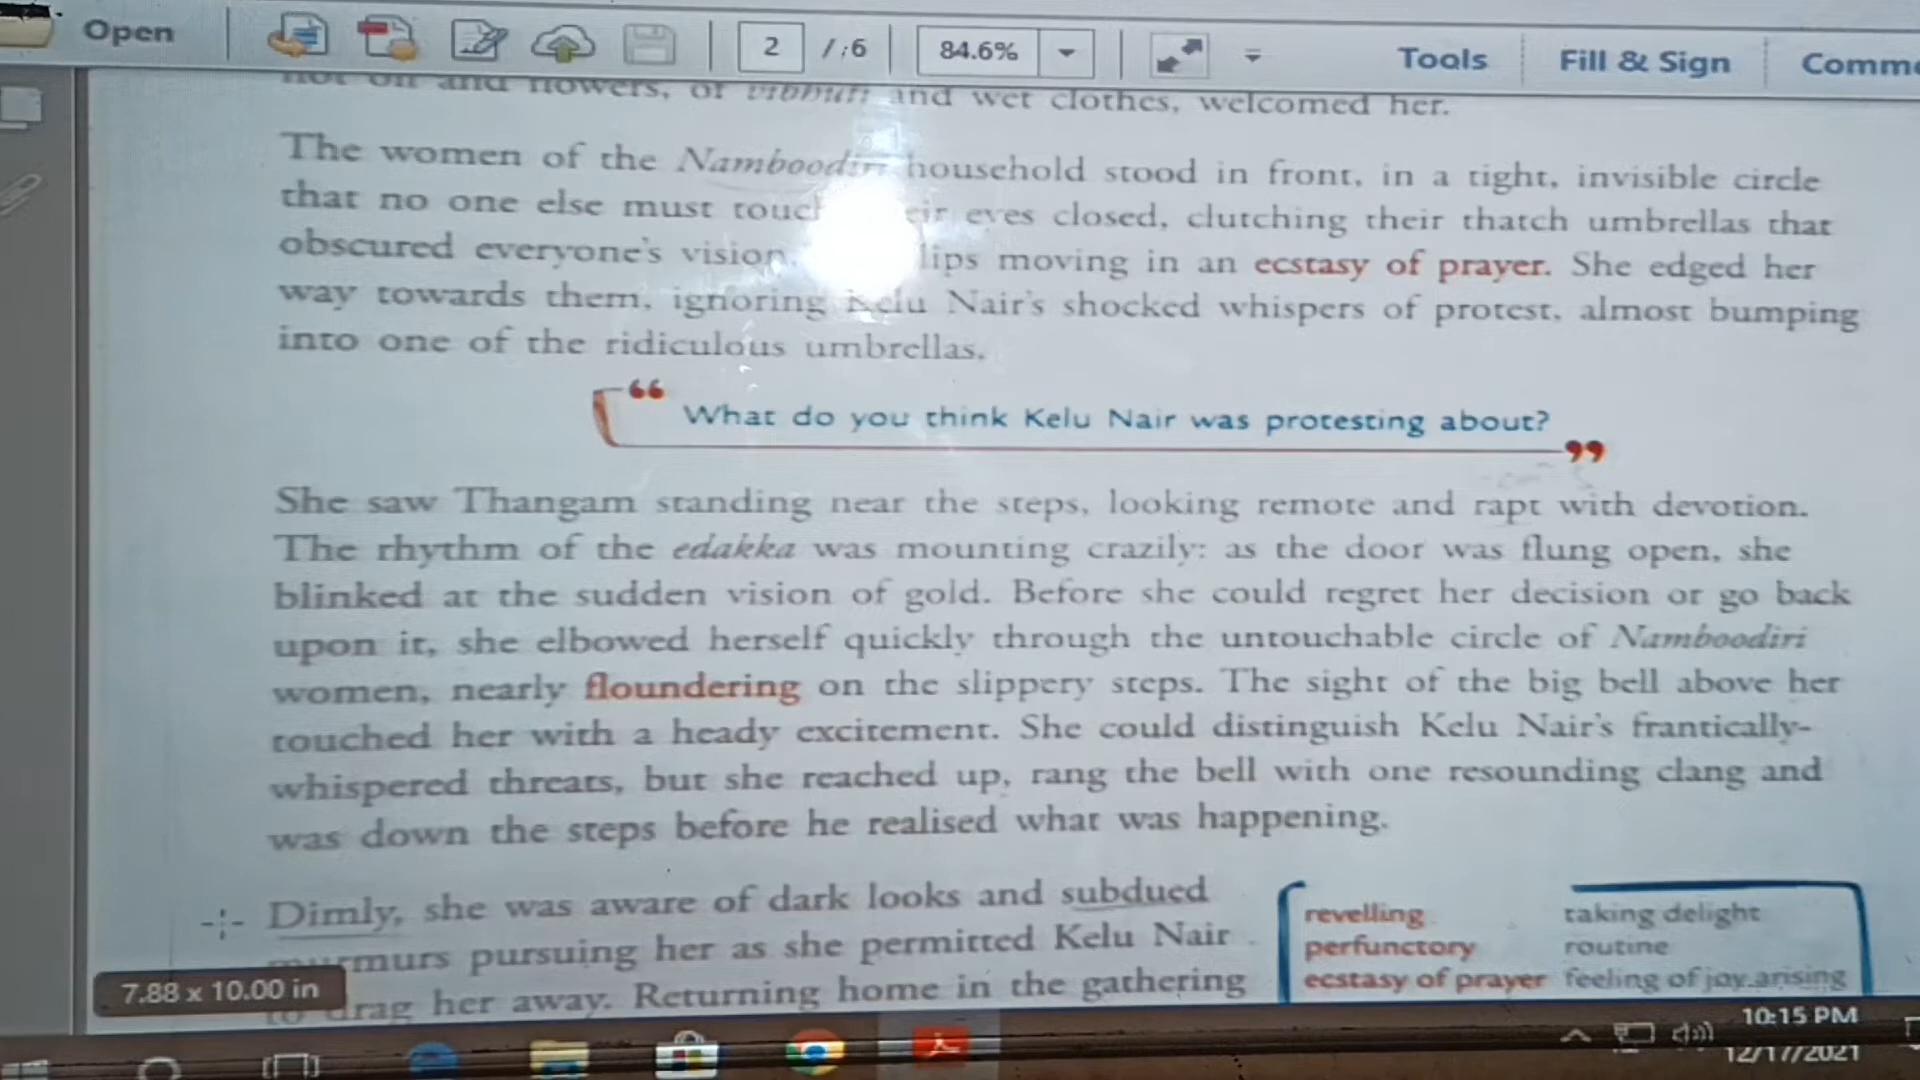 Open
2 / 6
84.6%
Tools
Fill & Sign
Comme
not oil and flowers, of vibhuti and wet clothes, welcomed her.
The women of the Namboodiri household stood in front, in a tight, invisible circle
that no one else must touch eir eyes closed, clutching their thatch umbrellas that
obscured everyone's vision. lips moving in an ecstasy of prayer. She edged her
way towards them, ignoring Kelu Nair's shocked whispers of protest, almost bumping
into one of the ridiculous umbrellas.
“ What do you think Kelu Nair was protesting about? ”
She saw Thangam standing near the steps, looking remote and rapt with devotion.
The rhythm of the edakka was mounting crazily: as the door was flung open, she
blinked at the sudden vision of gold. Before she could regret her decision or go back
upon it, she elbowed herself quickly through the untouchable circle of Namboodiri
women, nearly floundering on the slippery steps. The sight of the big bell above her
touched her with a heady excitement. She could distinguish Kelu Nair's frantically-
whispered threats, but she reached up, rang the bell with one resounding clang and
was down the steps before he realised what was happening.
Dimly, she was aware of dark looks and subdued
murmurs pursuing her as she permitted Kelu Nair
to drag her away. Returning home in the gathering
revelling taking delight
perfunctory routine
ecstasy of prayer feeling of joy arising
7.88 x 10.00 in
10:15 PM
12/17/2021